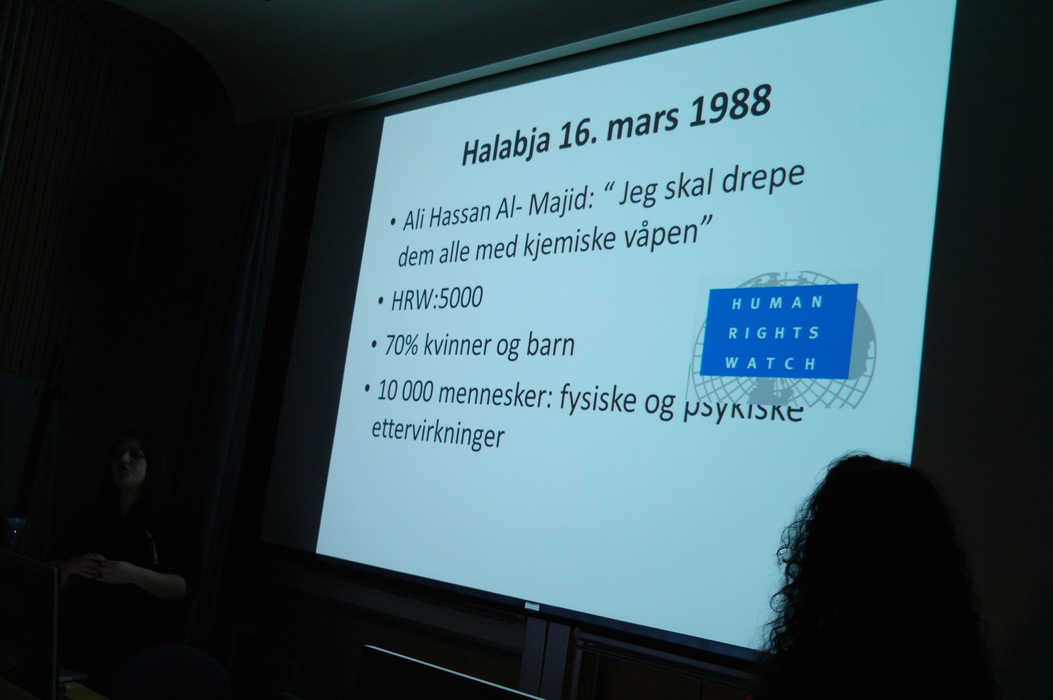 Halabja 16. mars 1988
• Ali Hassan Al- Majid: “ Jeg skal drepe
dem alle med kjemiske våpen”
• HRW:5000
• 70% kvinner og barn
HUMAN
RIGHTS
WATCH
• 10 000 mennesker: fysiske og psykiske
ettervirkninger